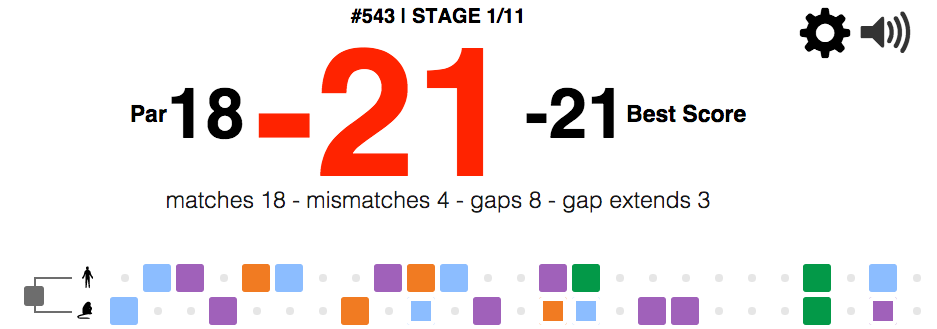 #543 | STAGE 1/11
Par 18 -21 -21 Best Score
matches 18 - mismatches 4 - gaps 8 - gap extends 3